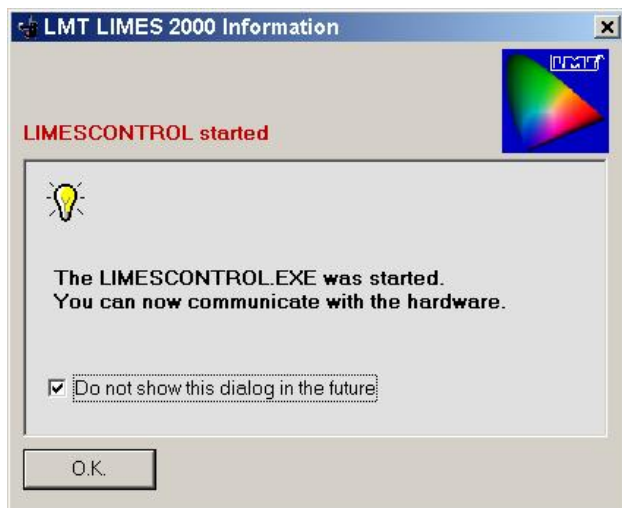 LMT LIMES 2000 Information
LMT
LIMESCONTROL started
The LIMESCONTROL.EXE was started.
You can now communicate with the hardware.
Do not show this dialog in the future
O.K.